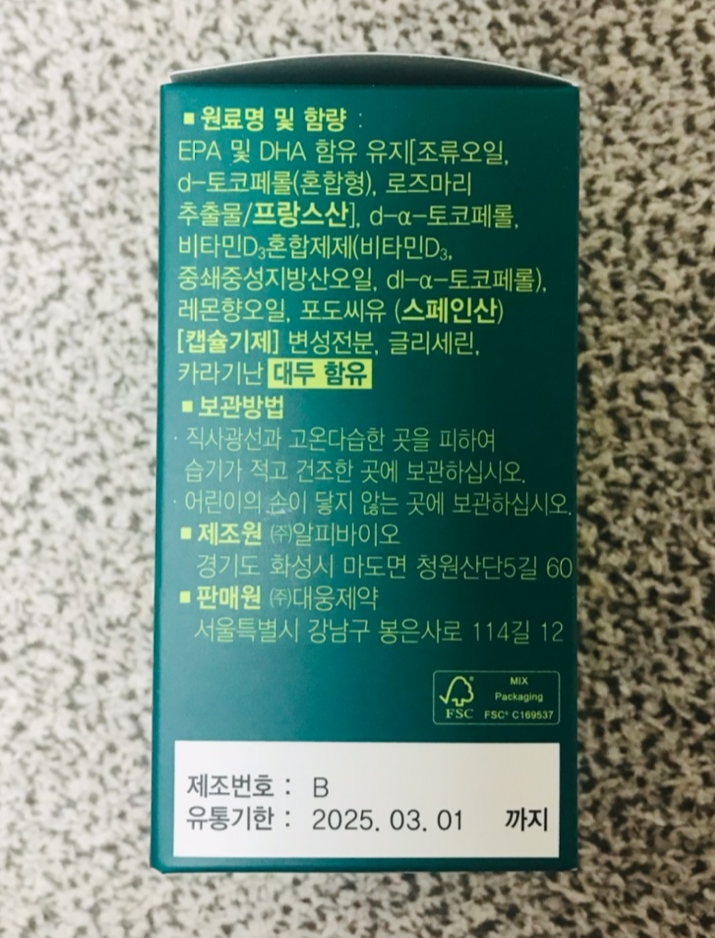 ■ 원료명 및 함량 :
EPA 및 DHA 함유 유지[조류오일,
d-토코페롤(혼합형), 로즈마리
추출물/프랑스산], d-α-토코페롤,
비타민D₃혼합제제(비타민D₃,
중쇄중성지방산오일, dl-α-토코페롤),
레몬향오일, 포도씨유 (스페인산)
[캡슐기제] 변성전분, 글리세린,
카라기난 대두 함유
■ 보관방법
· 직사광선과 고온다습한 곳을 피하여
습기가 적고 건조한 곳에 보관하십시오.
· 어린이의 손이 닿지 않는 곳에 보관하십시오.
■ 제조원 ㈜알피바이오
경기도 화성시 마도면 청원산단5길 60
■ 판매원 ㈜대웅제약
서울특별시 강남구 봉은사로 114길 12
MIX
Packaging
FSC FSC® C169537
제조번호 : B
유통기한 : 2025. 03. 01 까지